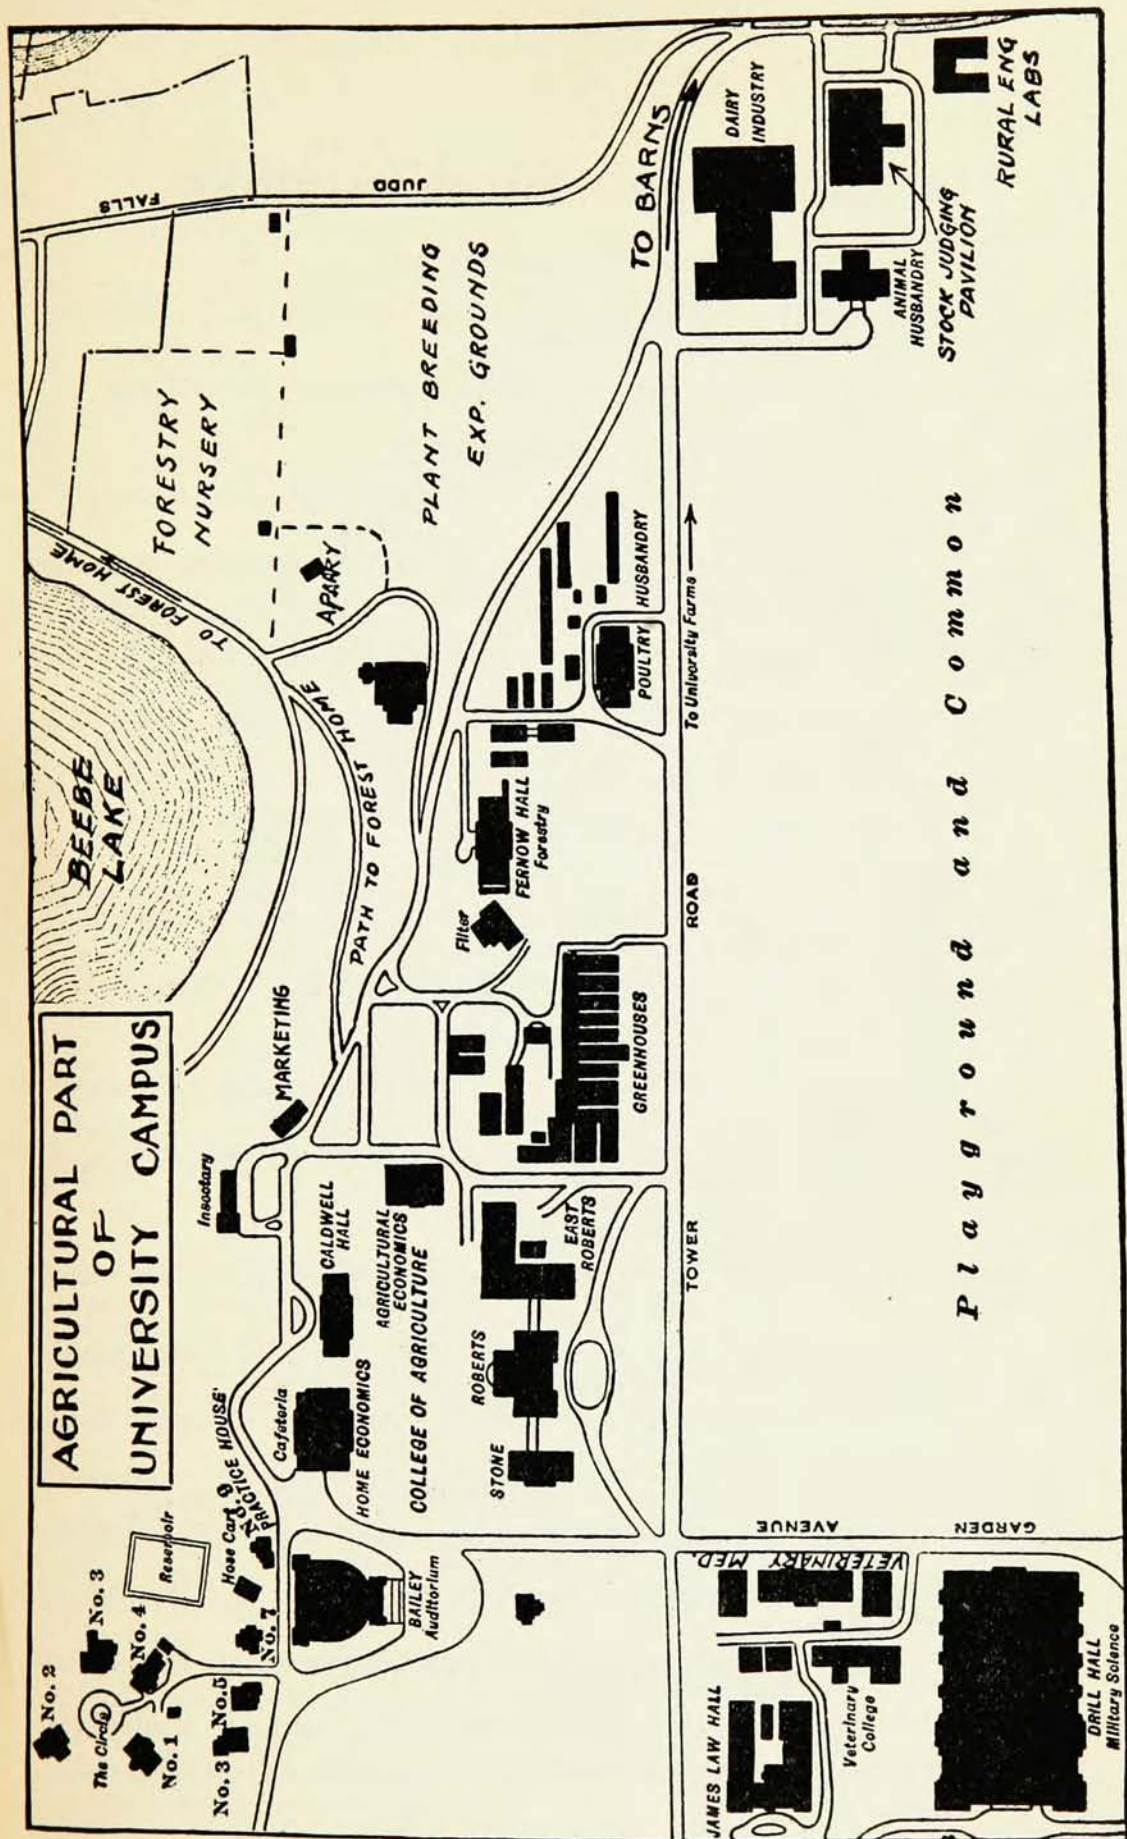 AGRICULTURAL PART
OF
UNIVERSITY CAMPUS
BEEBE
LAKE
TO FOREST HOME
FORESTRY
NURSERY
FALLS
JUDD
PLANT BREEDING
EXP. GROUNDS
APIARY
PATH TO FOREST HOME
MARKETING
Insectary
CALDWELL
HALL
AGRICULTURAL
ECONOMICS
COLLEGE OF AGRICULTURE
Cafeteria
HOME ECONOMICS
No. 9
PRACTICE HOUSE
Hose Cart
Reservoir
No. 2
No. 3
No. 4
The Circle
No. 1
No. 7
No. 5
No. 3
BAILEY
Auditorium
STONE
ROBERTS
EAST
ROBERTS
GREENHOUSES
Filter
FERNOW HALL
Forestry
POULTRY
HUSBANDRY
TO BARNS
DAIRY
INDUSTRY
ANIMAL
HUSBANDRY
STOCK JUDGING
PAVILION
RURAL ENG
LABS
TOWER
ROAD
To University Farms
Playground and Common
GARDEN
AVENUE
VETERINARY MED.
JAMES LAW HALL
Veterinary
College
DRILL HALL
Military Science